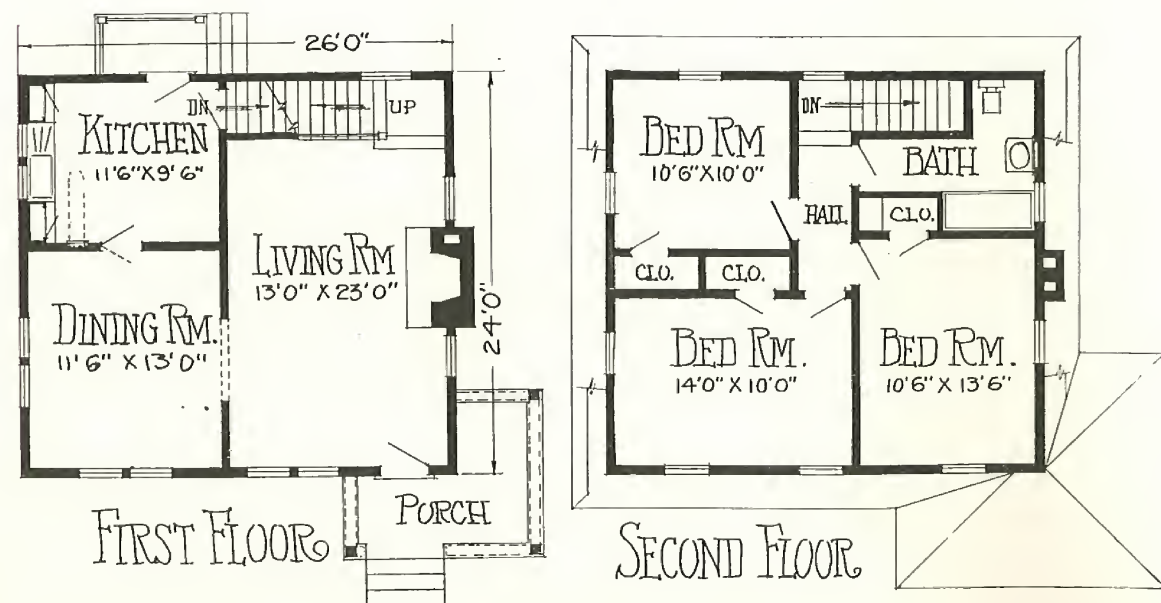 26'0"
DN
UP
KITCHEN
11'6"X9'6"
LIVING RM
13'0" X 23'0"
24'0"
DINING RM.
11'6" X 13'0"
PORCH
FIRST FLOOR
DN
BED RM
10'6"X10'0"
BATH
HALL
CLO.
CLO.
CLO.
BED RM.
14'0" X 10'0"
BED RM.
10'6" X 13'6"
SECOND FLOOR